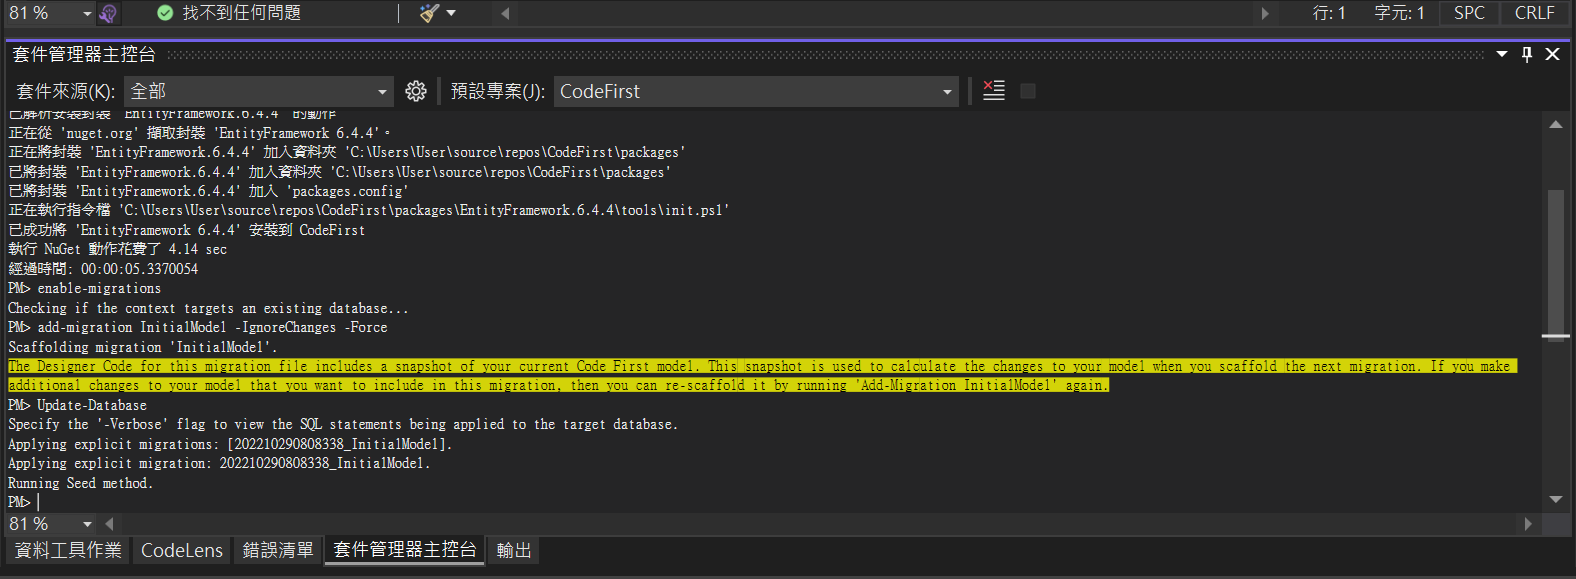 81 %
找不到任何問題
行: 1
字元: 1
SPC
CRLF
套件管理器主控台
套件來源(K):
全部
預設專案(J):
CodeFirst
已解析安裝封裝 'EntityFramework.6.4.4' 的動作
正在從 'nuget.org' 擷取封裝 'EntityFramework 6.4.4'。
正在將封裝 'EntityFramework.6.4.4' 加入資料夾 'C:\Users\User\source\repos\CodeFirst\packages'
已將封裝 'EntityFramework.6.4.4' 加入資料夾 'C:\Users\User\source\repos\CodeFirst\packages'
已將封裝 'EntityFramework.6.4.4' 加入 'packages.config'
正在執行指令檔 'C:\Users\User\source\repos\CodeFirst\packages\EntityFramework.6.4.4\tools\init.ps1'
已成功將 'EntityFramework 6.4.4' 安裝到 CodeFirst
執行 NuGet 動作花費了 4.14 sec
經過時間: 00:00:05.3370054
PM> enable-migrations
Checking if the context targets an existing database...
PM> add-migration InitialModel -IgnoreChanges -Force
Scaffolding migration 'InitialModel'.
The Designer Code for this migration file includes a snapshot of your current Code First model. This snapshot is used to calculate the changes to your model when you scaffold the next migration. If you make
additional changes to your model that you want to include in this migration, then you can re-scaffold it by running 'Add-Migration InitialModel' again.
PM> Update-Database
Specify the '-Verbose' flag to view the SQL statements being applied to the target database.
Applying explicit migrations: [202210290808338_InitialModel].
Applying explicit migration: 202210290808338_InitialModel.
Running Seed method.
PM>
81 %
資料工具作業
CodeLens
錯誤清單
套件管理器主控台
輸出